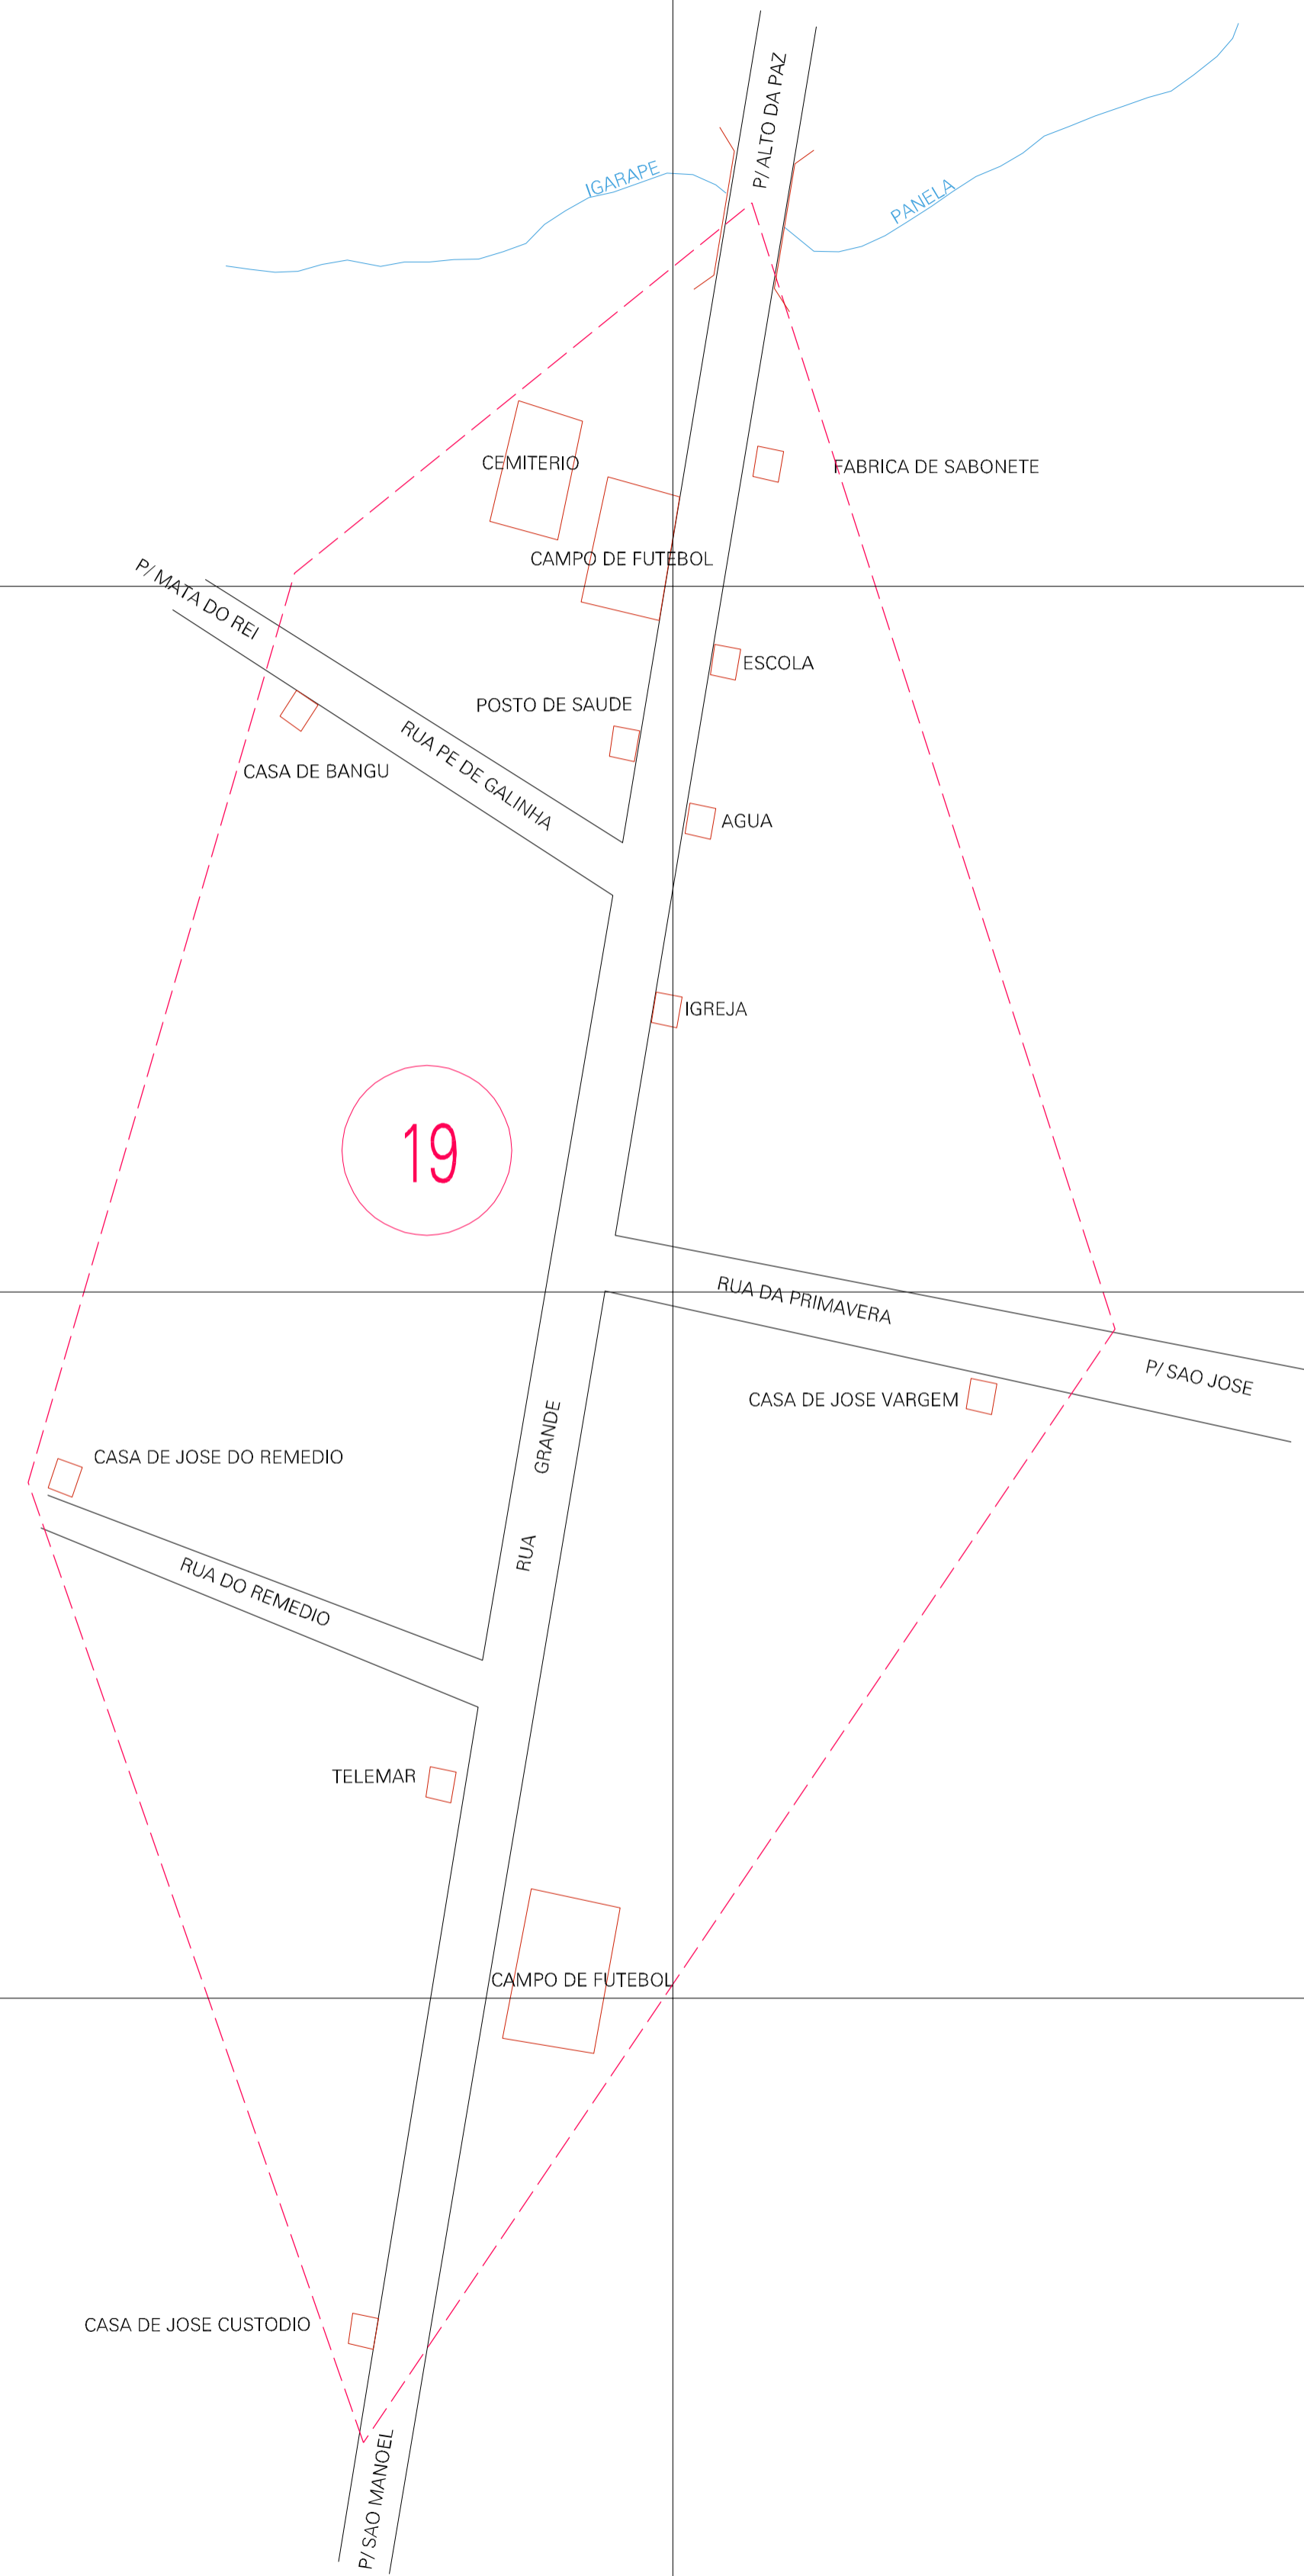 P/ ALTO DA PAZ
IGARAPE
PANELA
CEMITERIO
FABRICA DE SABONETE
CAMPO DE FUTEBOL
P/ MATA DO REI
ESCOLA
POSTO DE SAUDE
RUA PE DE GALINHA
CASA DE BANGU
AGUA
IGREJA
19
RUA DA PRIMAVERA
P/ SAO JOSE
CASA DE JOSE VARGEM
RUA GRANDE
CASA DE JOSE DO REMEDIO
RUA DO REMEDIO
TELEMAR
CAMPO DE FUTEBOL
CASA DE JOSE CUSTODIO
P/ SAO MANOEL